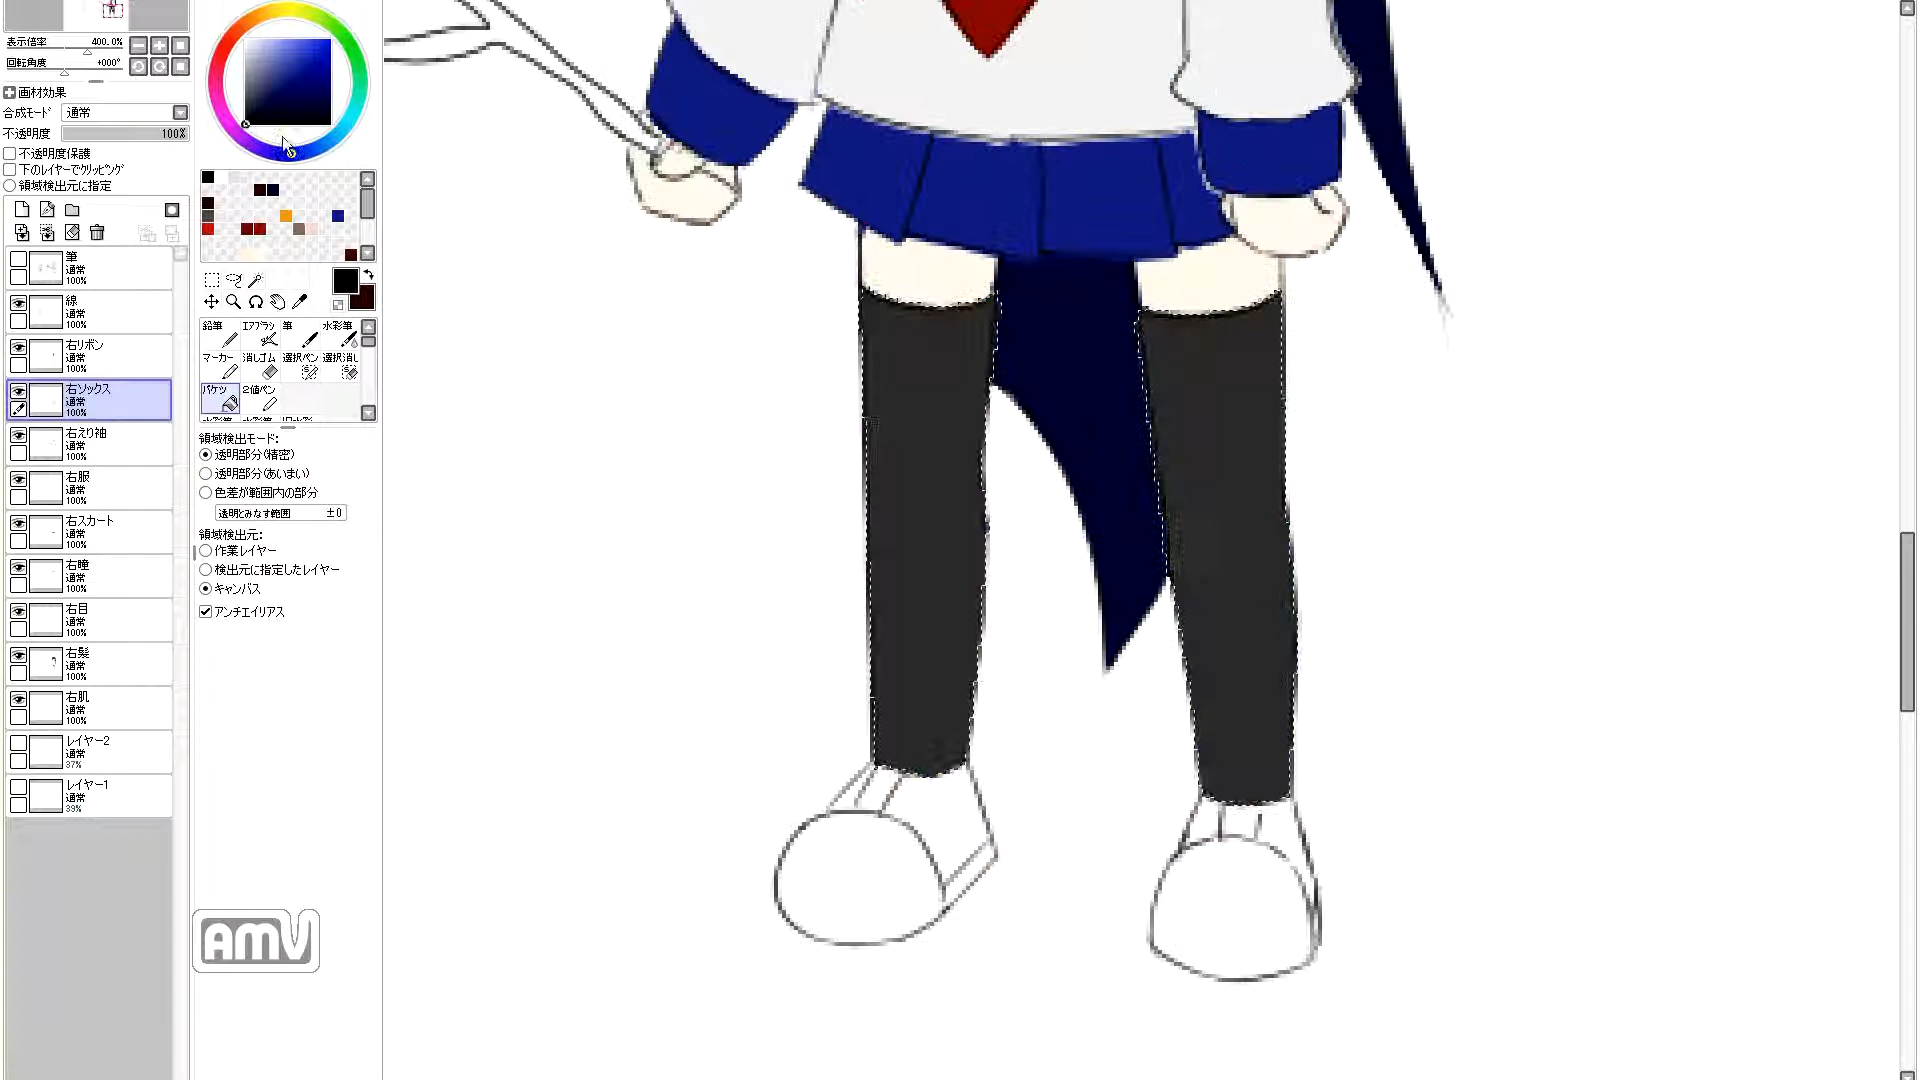 表示倍率 400.0%
回転角度 +000°
画材効果
合成モード 通常
不透明度 100%
不透明度保護
下のレイヤーでクリッピング
領域検出元に指定
筆
通常
100%
線
通常
100%
右リボン
通常
100%
右ソックス
通常
100%
右えり袖
通常
100%
右服
通常
100%
右スカート
通常
100%
右瞳
通常
100%
右目
通常
100%
右髪
通常
100%
右肌
通常
100%
レイヤー2
通常
37%
レイヤー1
通常
39%
鉛筆 エアブラシ 筆 水彩筆
マーカー 消しゴム 選択ペン 選択消し
バケツ 2値ペン
領域検出モード:
透明部分(精密)
透明部分(あいまい)
色差が範囲内の部分
透明とみなす範囲 ±0
領域検出元:
作業レイヤー
検出元に指定したレイヤー
キャンバス
アンチエイリアス
AMV